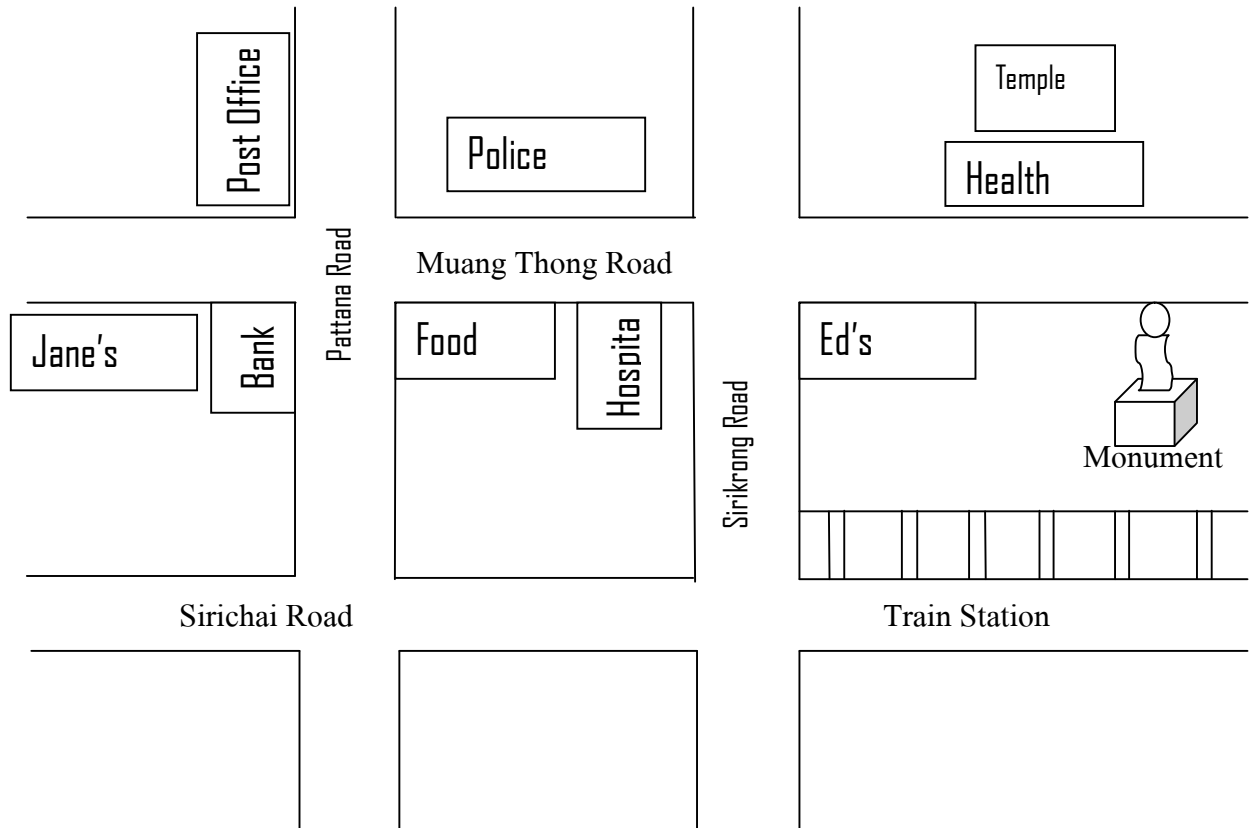 Post Office
Police
Temple
Health
Pattana Road
Muang Thong Road
Jane's
Bank
Food
Hospita
Ed's
Sirikrong Road
Monument
Sirichai Road
Train Station